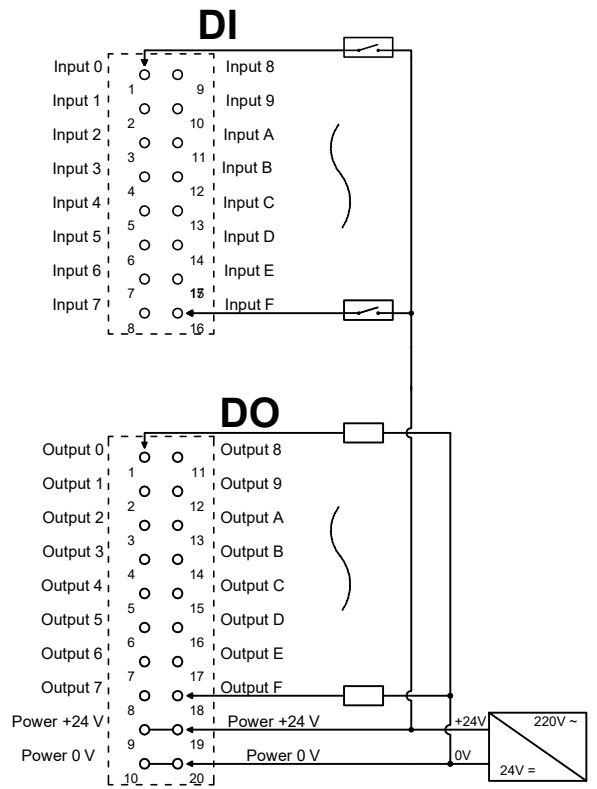 DI
Input 0 Input 8
1 9
Input 1 Input 9
2 10
Input 2 Input A
3 11
Input 3 Input B
4 12
Input 4 Input C
5 13
Input 5 Input D
6 14
Input 6 Input E
7 15
Input 7 Input F
8 16
DO
Output 0 Output 8
1 11
Output 1 Output 9
2 12
Output 2 Output A
3 13
Output 3 Output B
4 14
Output 4 Output C
5 15
Output 5 Output D
6 16
Output 6 Output E
7 17
Output 7 Output F
8 18
Power +24 V Power +24 V +24V 220V ~
9 19
Power 0 V Power 0 V 0V
24V =
10 20